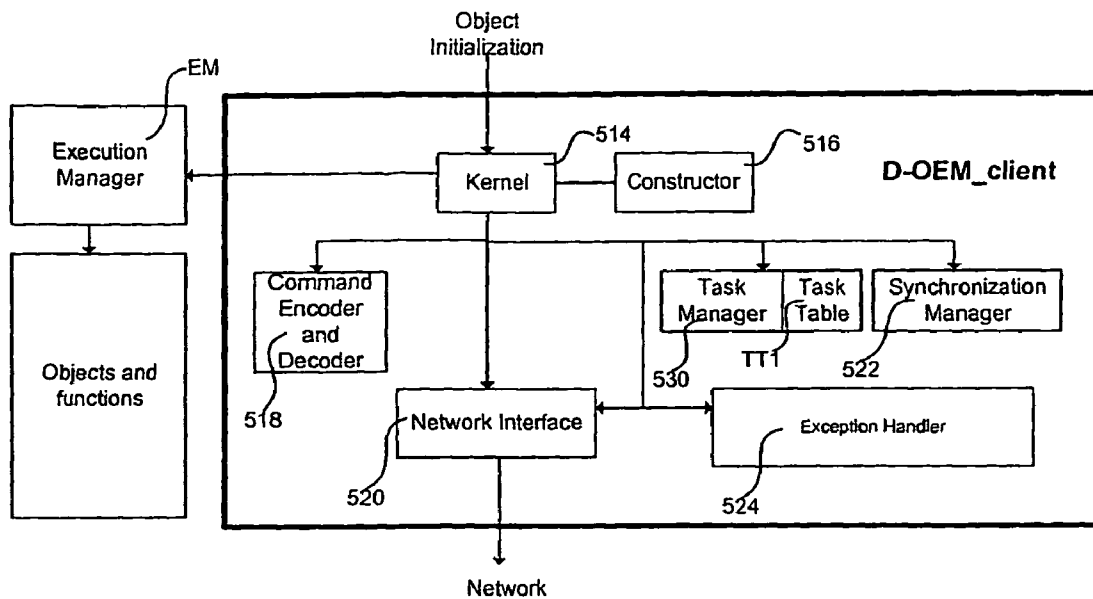 Object
Initialization
EM
Execution
Manager
514
516
Kernel
Constructor
D-OEM_client
Command
Encoder
and
Decoder
Task
Manager
Task
Table
Synchronization
Manager
Objects and
functions
518
530
TT1
522
Network Interface
Exception Handler
520
524
Network